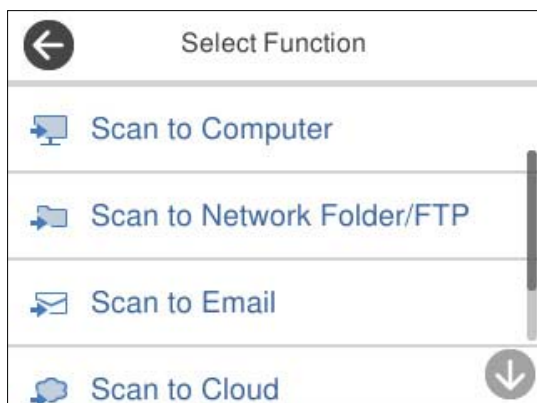 Select Function
Scan to Computer
Scan to Network Folder/FTP
Scan to Email
Scan to Cloud